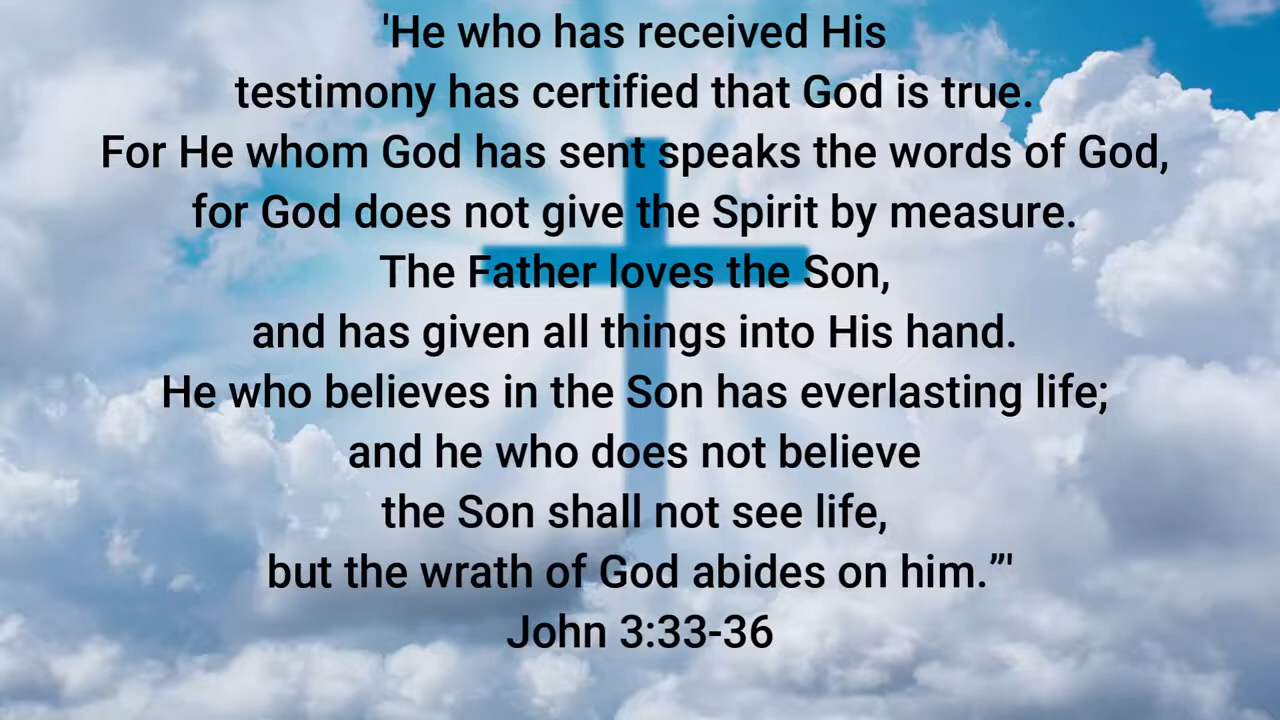 'He who has received His
testimony has certified that God is true.
For He whom God has sent speaks the words of God,
for God does not give the Spirit by measure.
The Father loves the Son,
and has given all things into His hand.
He who believes in the Son has everlasting life;
and he who does not believe
the Son shall not see life,
but the wrath of God abides on him.”'
John 3:33-36